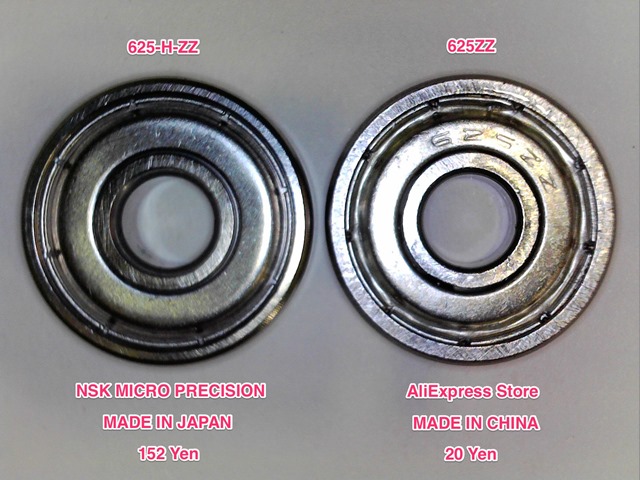 625-H-ZZ
625ZZ
625ZZ
NSK MICRO PRECISION
MADE IN JAPAN
152 Yen
AliExpress Store
MADE IN CHINA
20 Yen